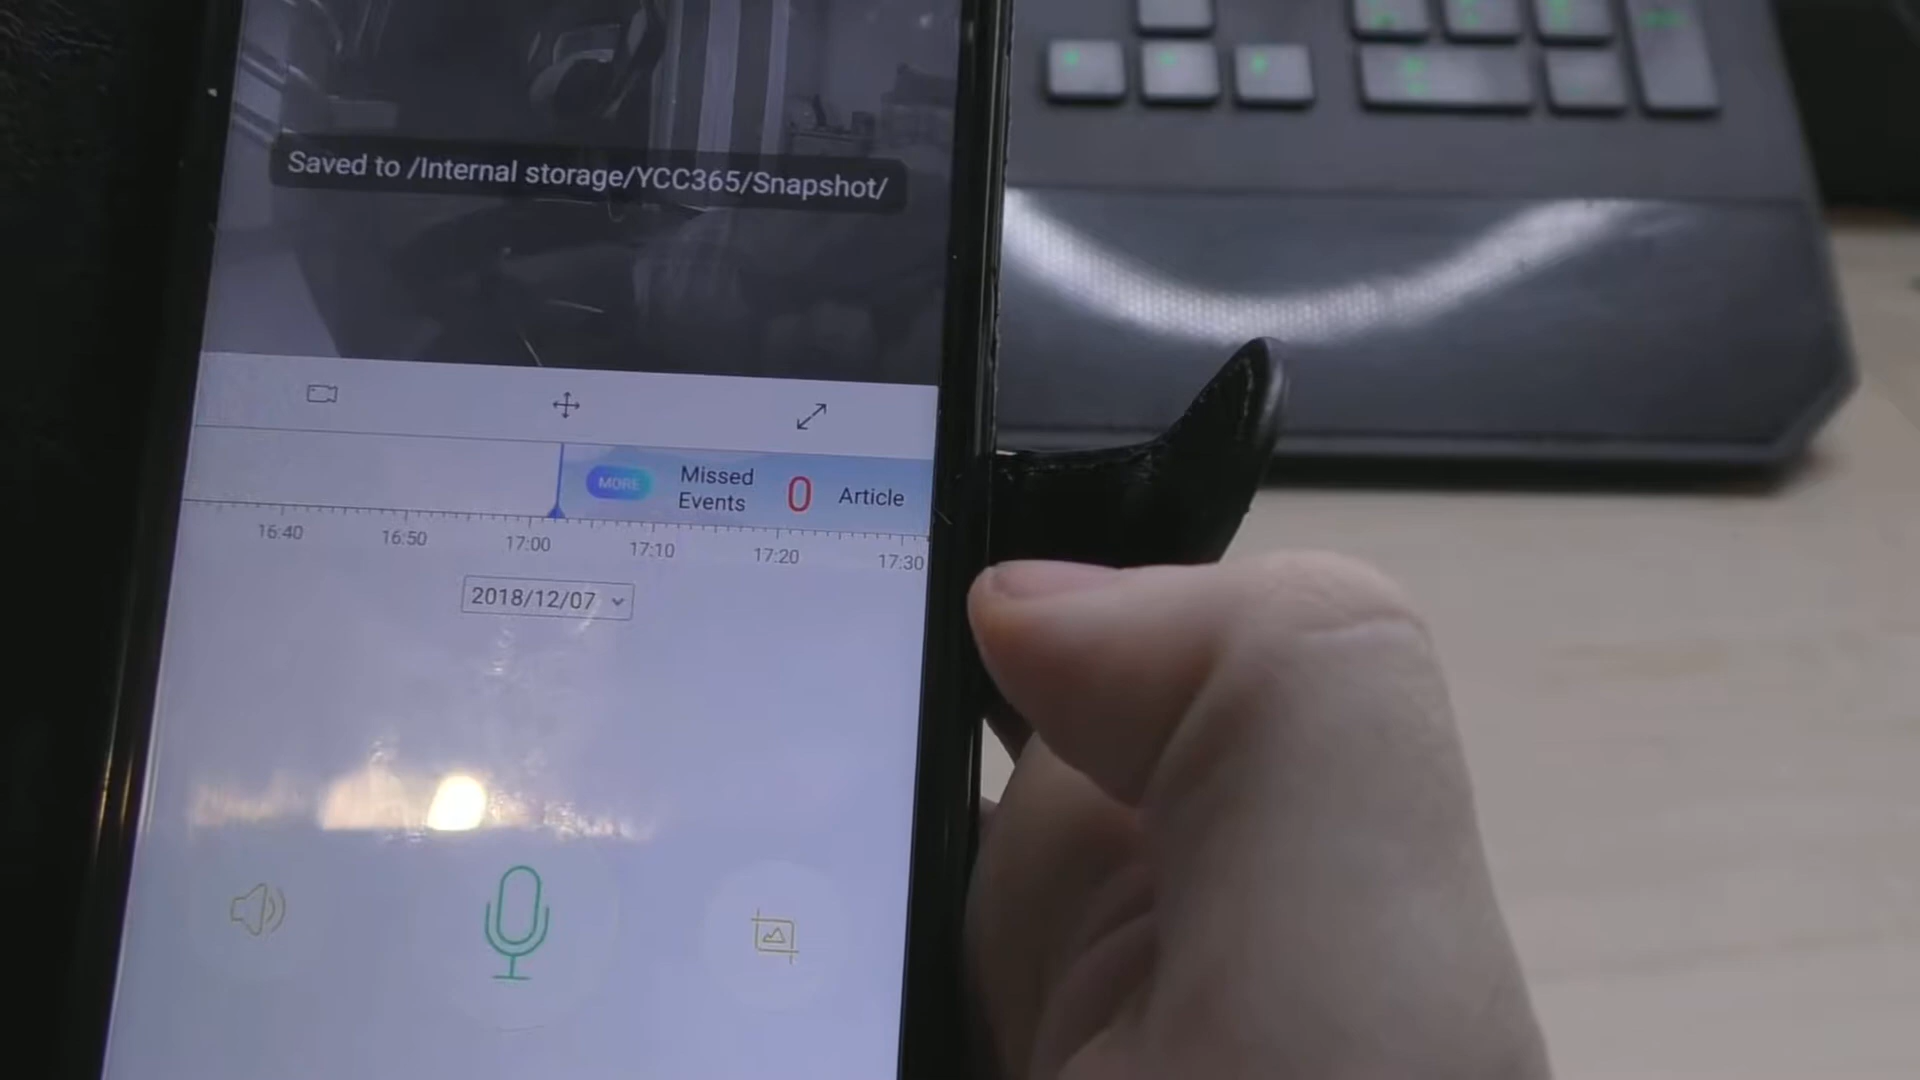 Saved to /Internal storage/YCC365/Snapshot/
MORE
Missed
Events
0
Article
16:40
16:50
17:00
17:10
17:20
17:30
2018/12/07